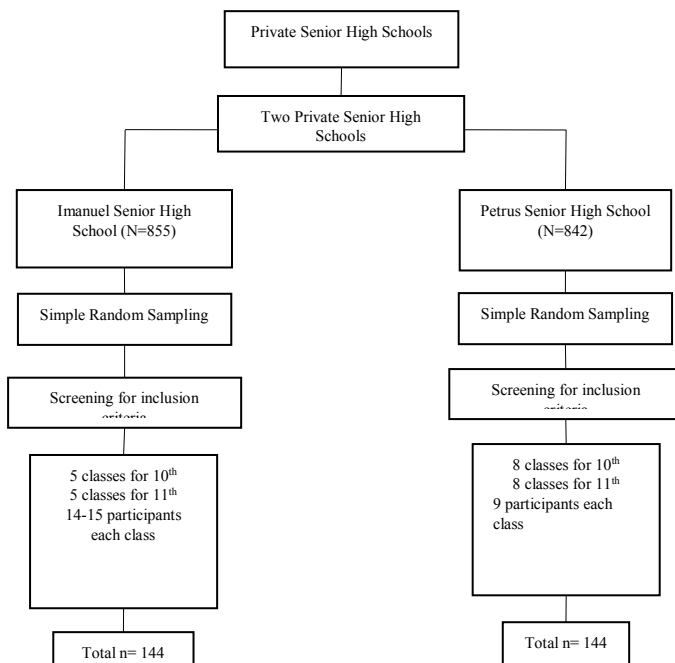 Private Senior High Schools
Two Private Senior High
Schools
Imanuel Senior High
School (N=855)
Simple Random Sampling
Screening for inclusion
criteria
5 classes for 10th
5 classes for 11th
14-15 participants
each class
Total n= 144
Petrus Senior High School
(N=842)
Simple Random Sampling
Screening for inclusion
criteria
8 classes for 10th
8 classes for 11th
9 participants each
class
Total n= 144